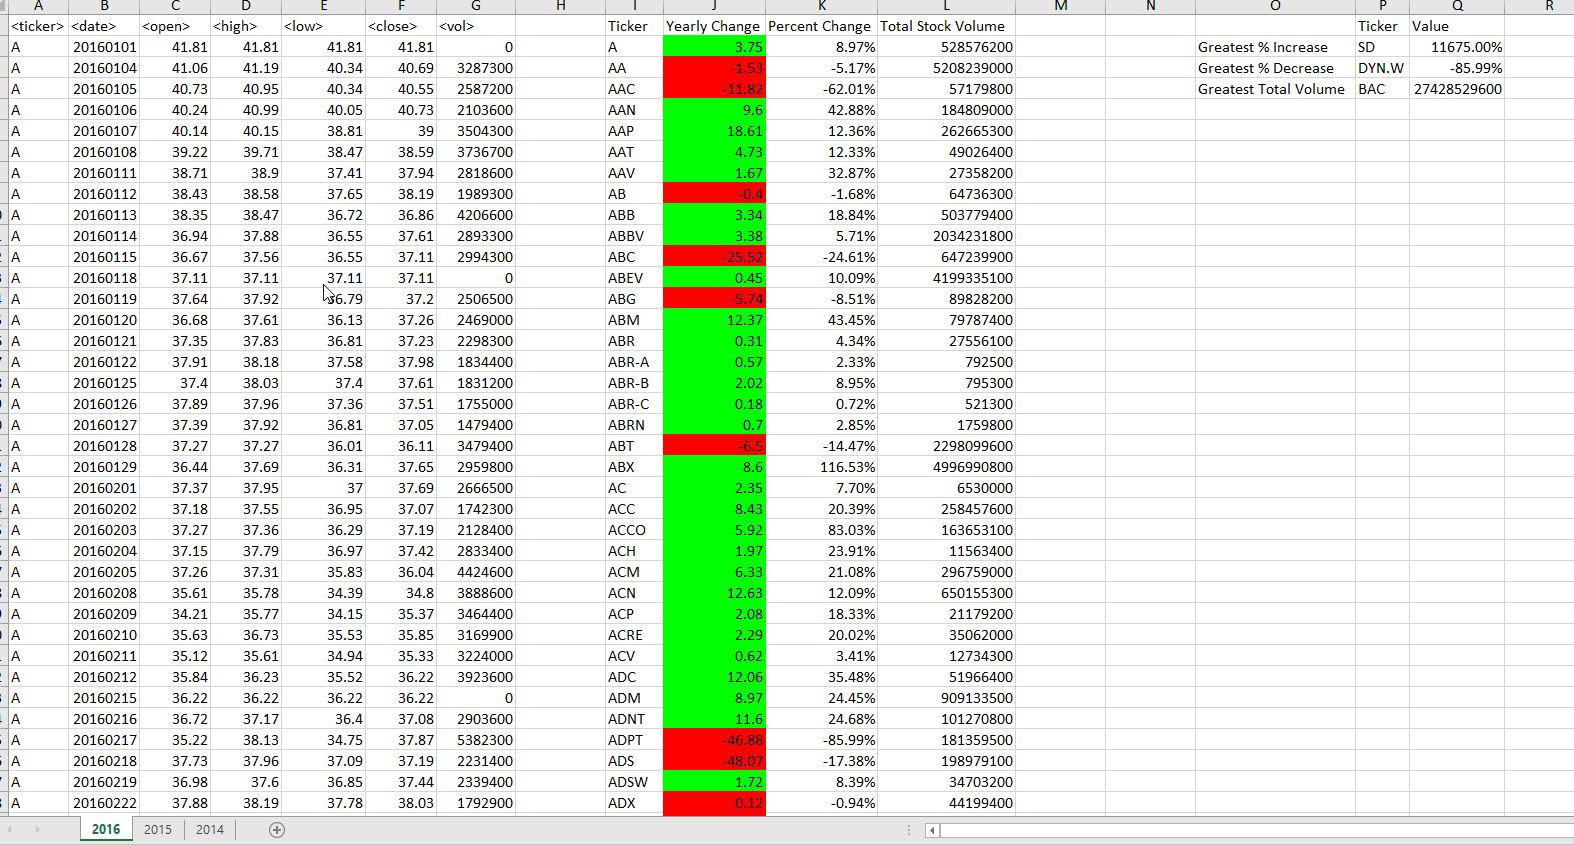 A B C D E F G H I J K L M N O P Q R
<ticker> <date> <open> <high> <low> <close> <vol> Ticker Yearly Change Percent Change Total Stock Volume Ticker Value
A 20160101 41.81 41.81 41.81 41.81 0 A 3.75 8.97% 528576200 Greatest % Increase SD 11675.00%
A 20160104 41.06 41.19 40.34 40.69 3287300 AA -1.53 -5.17% 5208239000 Greatest % Decrease DYN.W -85.99%
A 20160105 40.73 40.95 40.34 40.55 2587200 AAC -11.82 -62.01% 57179800 Greatest Total Volume BAC 27428529600
A 20160106 40.24 40.99 40.05 40.73 2103600 AAN 9.6 42.88% 184809000
A 20160107 40.14 40.15 38.81 39 3504300 AAP 18.61 12.36% 262665300
A 20160108 39.22 39.71 38.47 38.59 3736700 AAT 4.73 12.33% 49026400
A 20160111 38.71 38.9 37.41 37.94 2818600 AAV 1.67 32.87% 27358200
A 20160112 38.43 38.58 37.65 38.19 1989300 AB -0.4 -1.68% 64736300
A 20160113 38.35 38.47 36.72 36.86 4206600 ABB 3.34 18.84% 503779400
A 20160114 36.94 37.88 36.55 37.61 2893300 ABBV 3.38 5.71% 2034231800
A 20160115 36.67 37.56 36.55 37.11 2994300 ABC -25.52 -24.61% 647239900
A 20160118 37.11 37.11 37.11 37.11 0 ABEV 0.45 10.09% 4199335100
A 20160119 37.64 37.92 36.79 37.2 2506500 ABG -5.74 -8.51% 89828200
A 20160120 36.68 37.61 36.13 37.26 2469000 ABM 12.37 43.45% 79787400
A 20160121 37.35 37.83 36.81 37.23 2298300 ABR 0.31 4.34% 27556100
A 20160122 37.91 38.18 37.58 37.98 1834400 ABR-A 0.57 2.33% 792500
A 20160125 37.4 38.03 37.4 37.61 1831200 ABR-B 2.02 8.95% 795300
A 20160126 37.89 37.96 37.36 37.51 1755000 ABR-C 0.18 0.72% 521300
A 20160127 37.39 37.92 36.81 37.05 1479400 ABRN 0.7 2.85% 1759800
A 20160128 37.27 37.27 36.01 36.11 3479400 ABT -6.5 -14.47% 2298099600
A 20160129 36.44 37.69 36.31 37.65 2959800 ABX 8.6 116.53% 4996990800
A 20160201 37.37 37.95 37 37.69 2666500 AC 2.35 7.70% 6530000
A 20160202 37.18 37.55 36.95 37.07 1742300 ACC 8.43 20.39% 258457600
A 20160203 37.27 37.36 36.29 37.19 2128400 ACCO 5.92 83.03% 163653100
A 20160204 37.15 37.79 36.97 37.42 2833400 ACH 1.97 23.91% 11563400
A 20160205 37.26 37.31 35.83 36.04 4424600 ACM 6.33 21.08% 296759000
A 20160208 35.61 35.78 34.39 34.8 3888600 ACN 12.63 12.09% 650155300
A 20160209 34.21 35.77 34.15 35.37 3464400 ACP 2.08 18.33% 21179200
A 20160210 35.63 36.73 35.53 35.85 3169900 ACRE 2.29 20.02% 35062000
A 20160211 35.12 35.61 34.94 35.33 3224000 ACV 0.62 3.41% 12734300
A 20160212 35.84 36.23 35.52 36.22 3923600 ADC 12.06 35.48% 51966400
A 20160215 36.22 36.22 36.22 36.22 0 ADM 8.97 24.45% 909133500
A 20160216 36.72 37.17 36.4 37.08 2903600 ADNT 11.6 24.68% 101270800
A 20160217 35.22 38.13 34.75 37.87 5382300 ADPT -46.88 -85.99% 181359500
A 20160218 37.73 37.96 37.09 37.19 2231400 ADS -48.07 -17.38% 198979100
A 20160219 36.98 37.6 36.85 37.44 2339400 ADSW 1.72 8.39% 34703200
A 20160222 37.88 38.19 37.78 38.03 1792900 ADX -0.12 -0.94% 44199400
2016 2015 2014